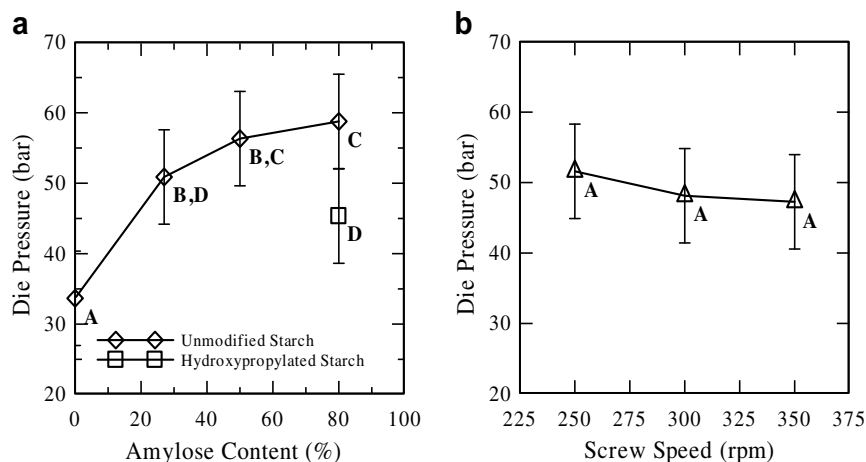 a
70
60
50
40
30
20
Die Pressure (bar)
A
B,D
B,C
C
D
Unmodified Starch
Hydroxypropylated Starch
0 20 40 60 80 100
Amylose Content (%)
b
70
60
50
40
30
20
Die Pressure (bar)
A
A
A
225 250 275 300 325 350 375
Screw Speed (rpm)